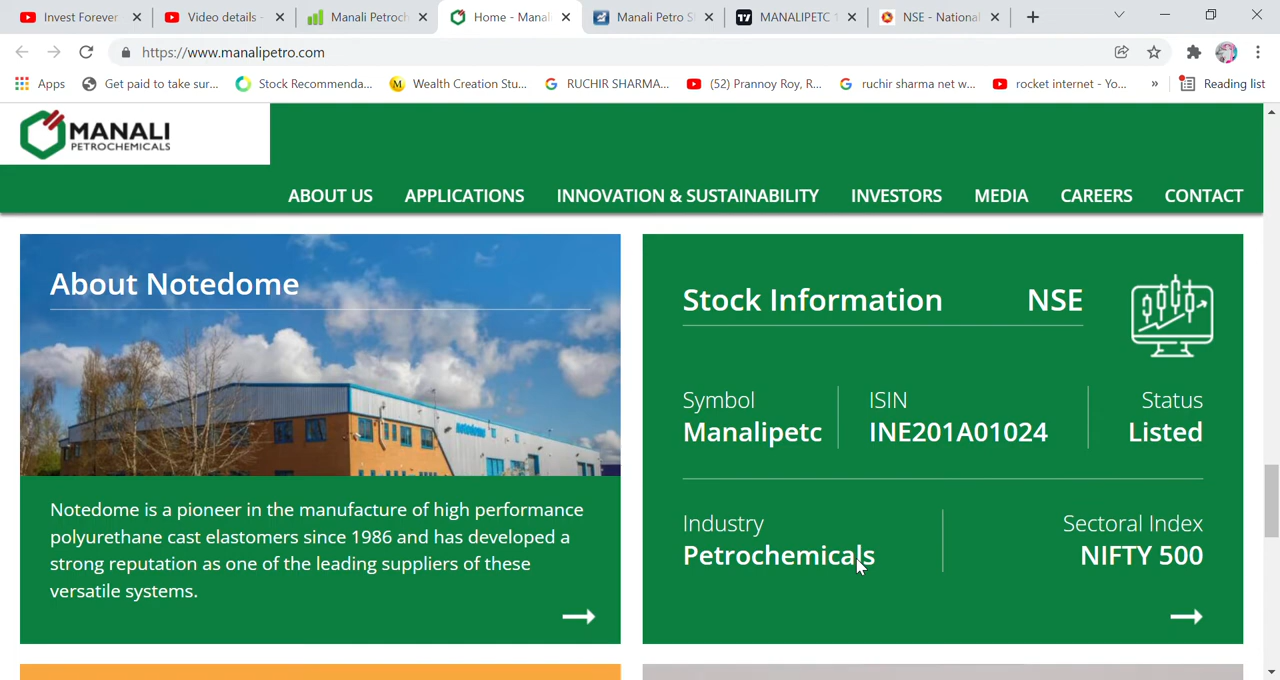 Invest Forever
Video details -
Manali Petroch
Home - Manal
Manali Petro S
MANALIPETC 1
NSE - National
https://www.manalipetro.com
Apps
Get paid to take sur...
Stock Recommenda...
Wealth Creation Stu...
RUCHIR SHARMA...
(52) Prannoy Roy, R...
ruchir sharma net w...
rocket internet - Yo...
»
Reading list
MANALI
PETROCHEMICALS
ABOUT US
APPLICATIONS
INNOVATION & SUSTAINABILITY
INVESTORS
MEDIA
CAREERS
CONTACT
About Notedome
notedome
Notedome is a pioneer in the manufacture of high performance
polyurethane cast elastomers since 1986 and has developed a
strong reputation as one of the leading suppliers of these
versatile systems.
Stock Information NSE
Symbol
Manalipetc
ISIN
INE201A01024
Status
Listed
Industry
Petrochemicals
Sectoral Index
NIFTY 500